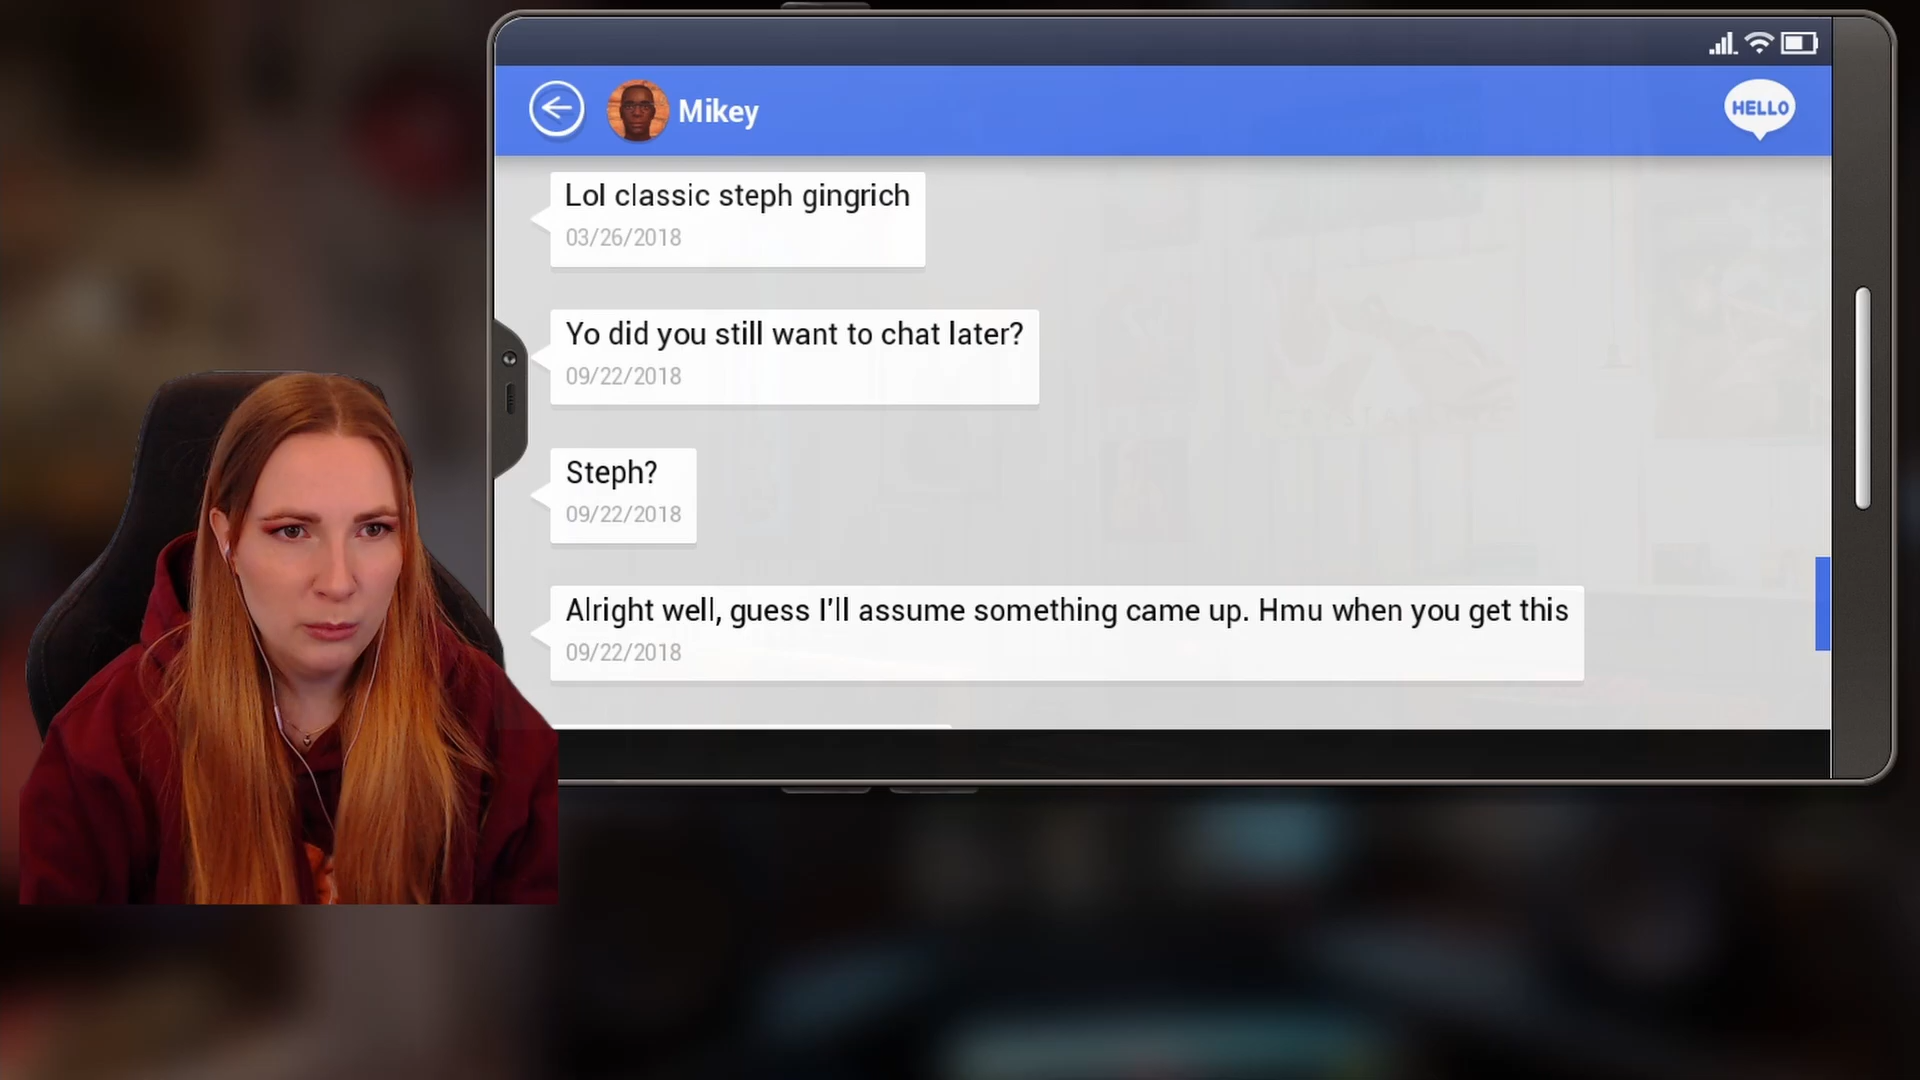 Mikey
HELLO
Lol classic steph gingrich
03/26/2018
Yo did you still want to chat later?
09/22/2018
Steph?
09/22/2018
Alright well, guess I'll assume something came up. Hmu when you get this
09/22/2018